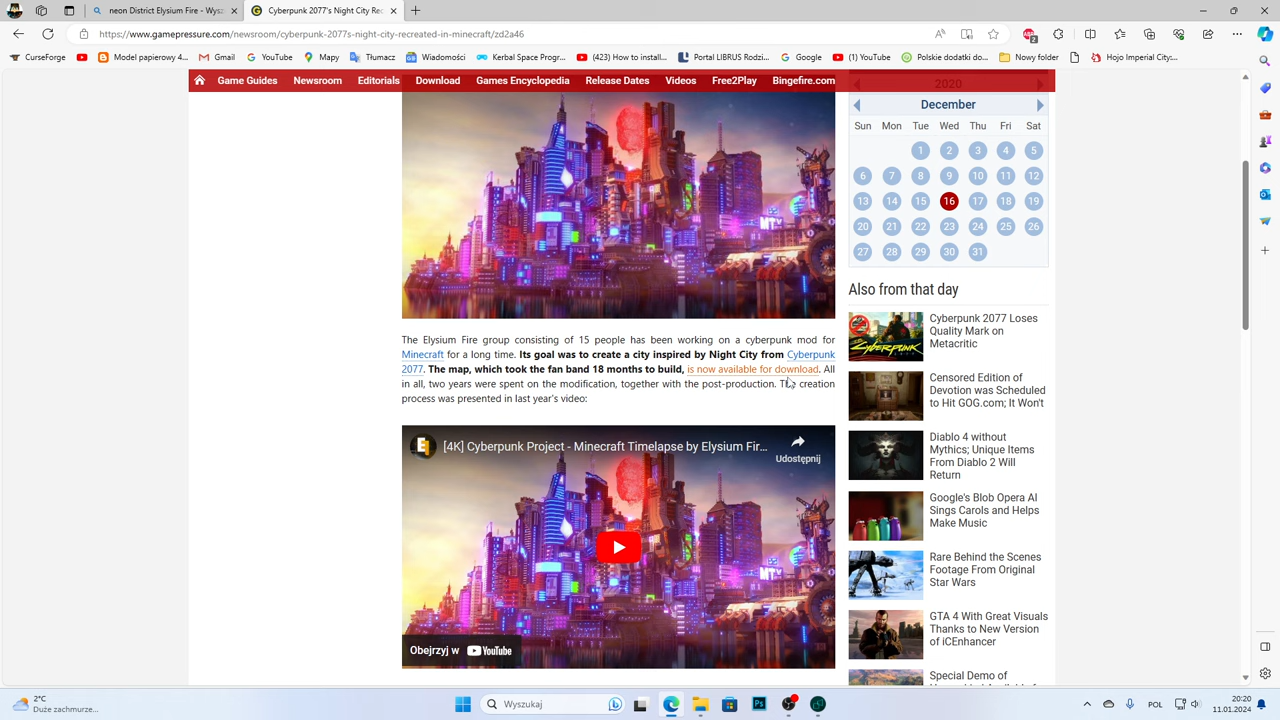 neon District Elysium Fire - Wysz
Cyberpunk 2077's Night City Rec
https://www.gamepressure.com/newsroom/cyberpunk-2077s-night-city-recreated-in-minecraft/zd2a46
CurseForge
Model papierowy 4...
Gmail
YouTube
Mapy
Tłumacz
Wiadomości
Kerbal Space Progr...
(423) How to install...
Portal LIBRUS Rodzi...
Google
(1) YouTube
Polskie dodatki do...
Nowy folder
Hojo Imperial City:...
Game Guides
Newsroom
Editorials
Download
Games Encyclopedia
Release Dates
Videos
Free2Play
Bingefire.com
2020
December
Sun Mon Tue Wed Thu Fri Sat
1 2 3 4 5
6 7 8 9 10 11 12
13 14 15 16 17 18 19
20 21 22 23 24 25 26
27 28 29 30 31
The Elysium Fire group consisting of 15 people has been working on a cyberpunk mod for
Minecraft for a long time. Its goal was to create a city inspired by Night City from Cyberpunk
2077. The map, which took the fan band 18 months to build, is now available for download. All
in all, two years were spent on the modification, together with the post-production. The creation
process was presented in last year's video:
[4K] Cyberpunk Project - Minecraft Timelapse by Elysium Fir...
Udostępnij
Obejrzyj w YouTube
Also from that day
Cyberpunk 2077 Loses
Quality Mark on
Metacritic
Censored Edition of
Devotion was Scheduled
to Hit GOG.com; It Won't
Diablo 4 without
Mythics; Unique Items
From Diablo 2 Will
Return
Google's Blob Opera AI
Sings Carols and Helps
Make Music
Rare Behind the Scenes
Footage From Original
Star Wars
GTA 4 With Great Visuals
Thanks to New Version
of iCEnhancer
Special Demo of
2°C
Duże zachmurze...
Wyszukaj
POL
20:20
11.01.2024